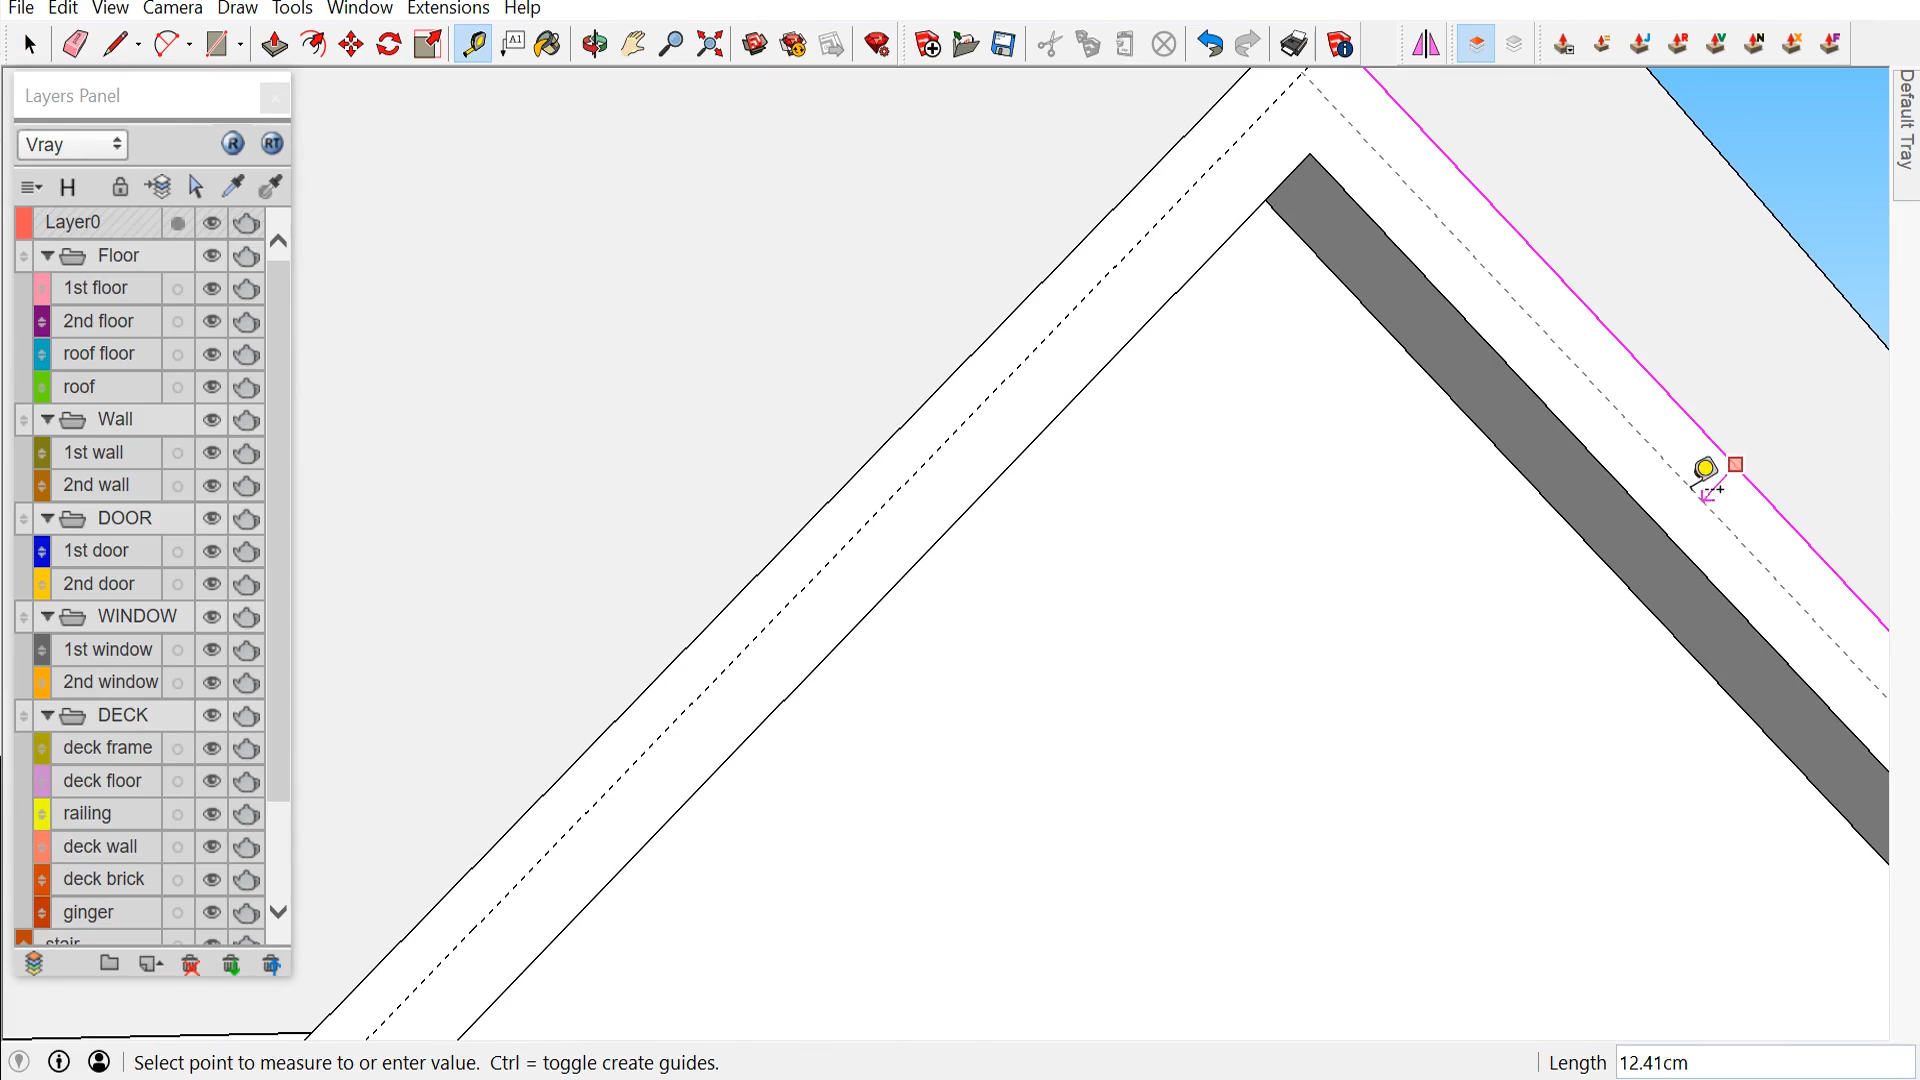 File Edit View Camera Draw Tools Window Extensions Help
A1
Layers Panel
Default Tray
Vray
R RT
H
Layer0
Floor
1st floor
2nd floor
roof floor
roof
Wall
1st wall
2nd wall
DOOR
1st door
2nd door
WINDOW
1st window
2nd window
DECK
deck frame
deck floor
railing
deck wall
deck brick
ginger
stair
Select point to measure to or enter value. Ctrl = toggle create guides.
Length 12.41cm